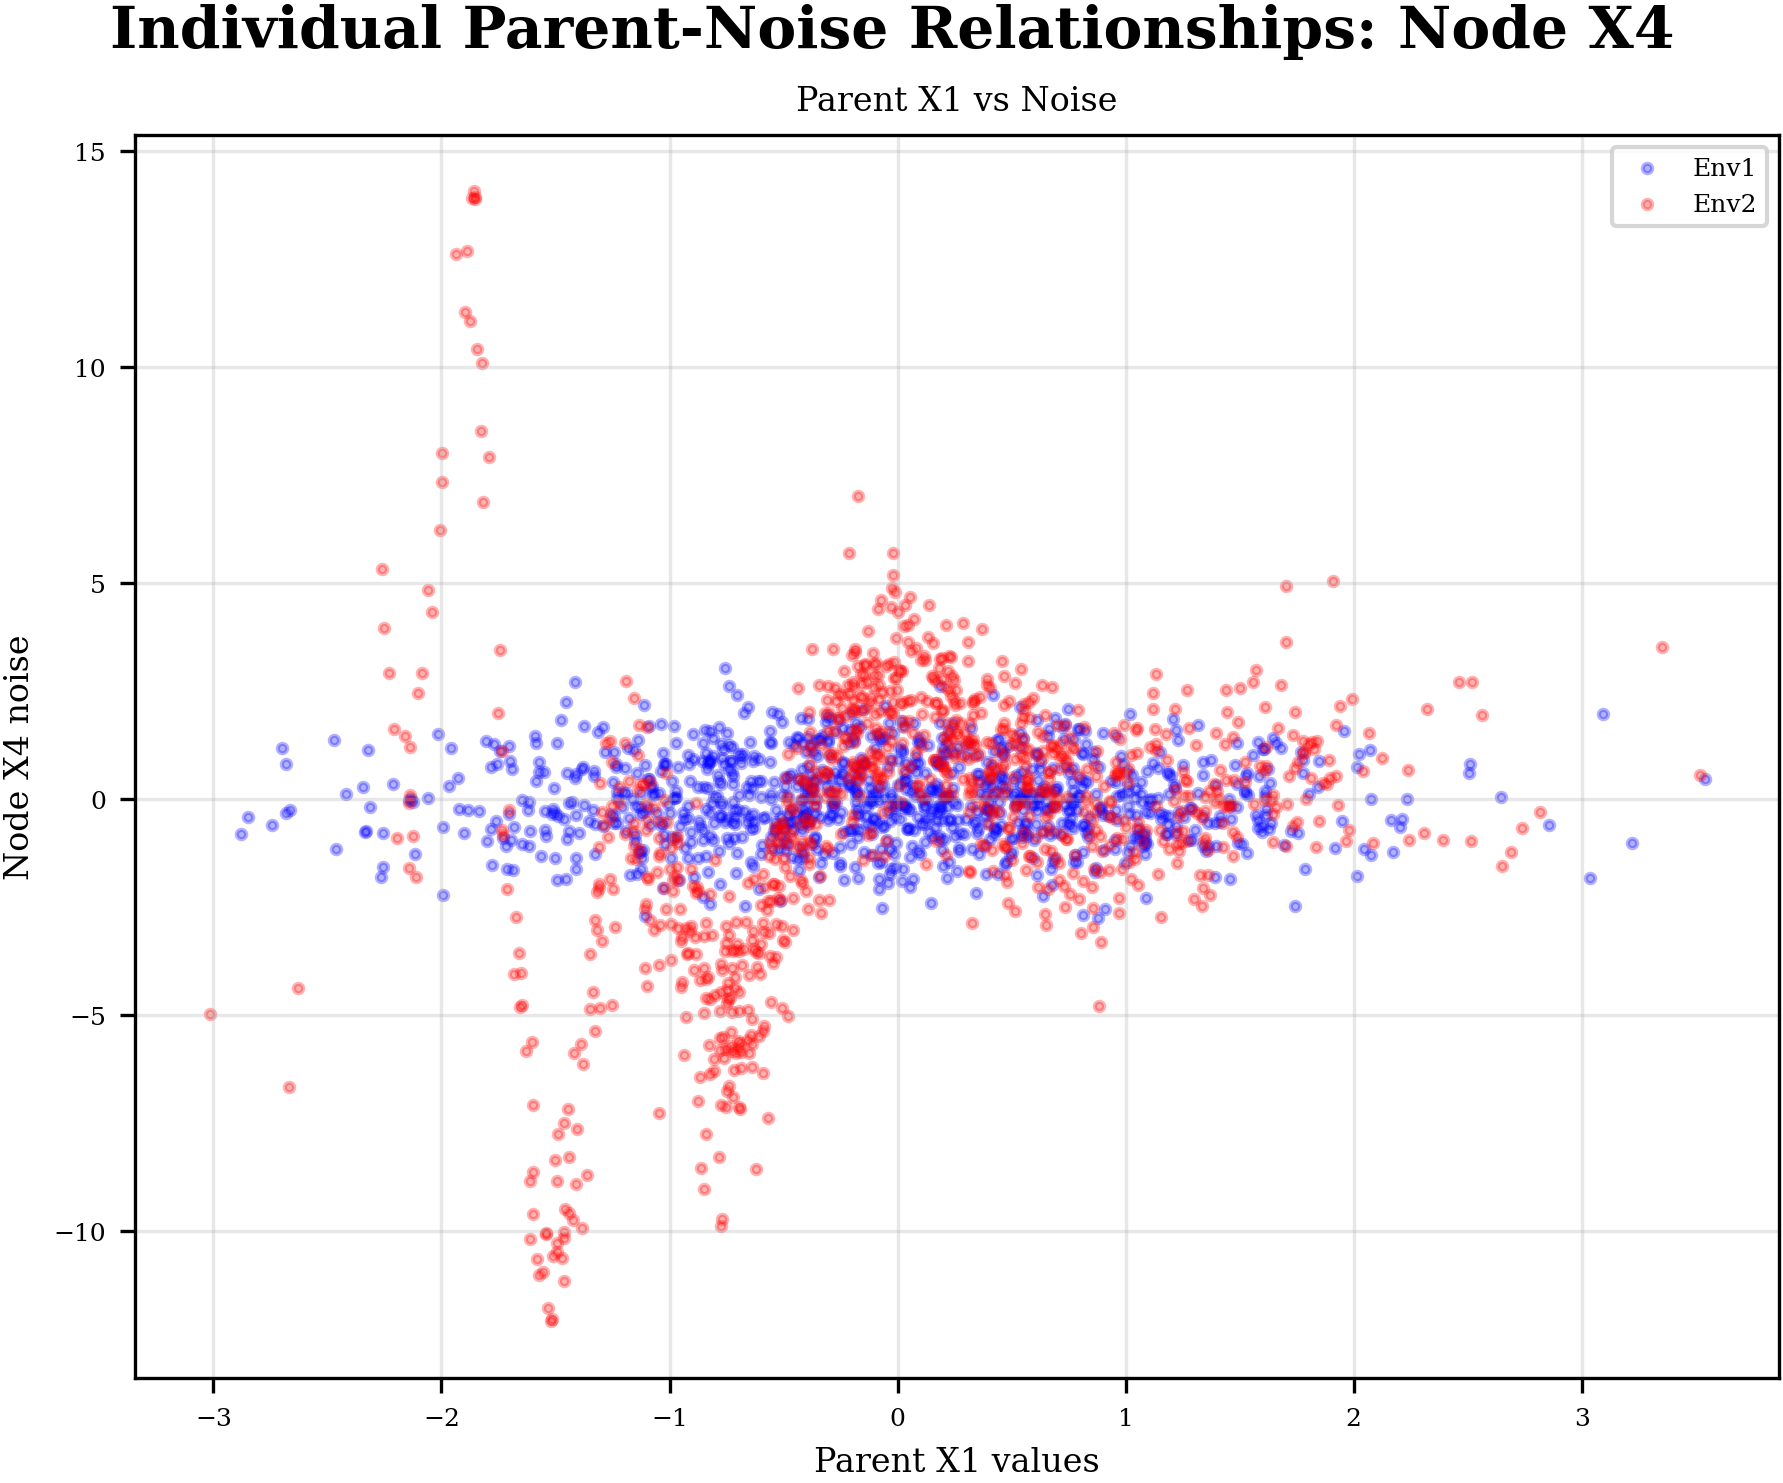 Individual Parent-Noise Relationships: Node X4
Parent X1 vs Noise
Env1
Env2
15
10
5
0
−5
−10
Node X4 noise
−3
−2
−1
0
1
2
3
Parent X1 values